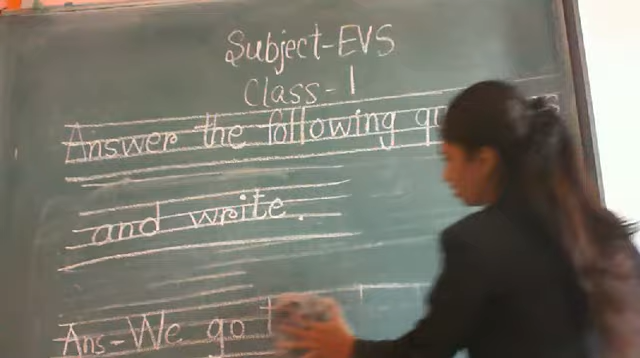 Subject-EVS
Class-1
Answer the following
and write.
Ans-We go